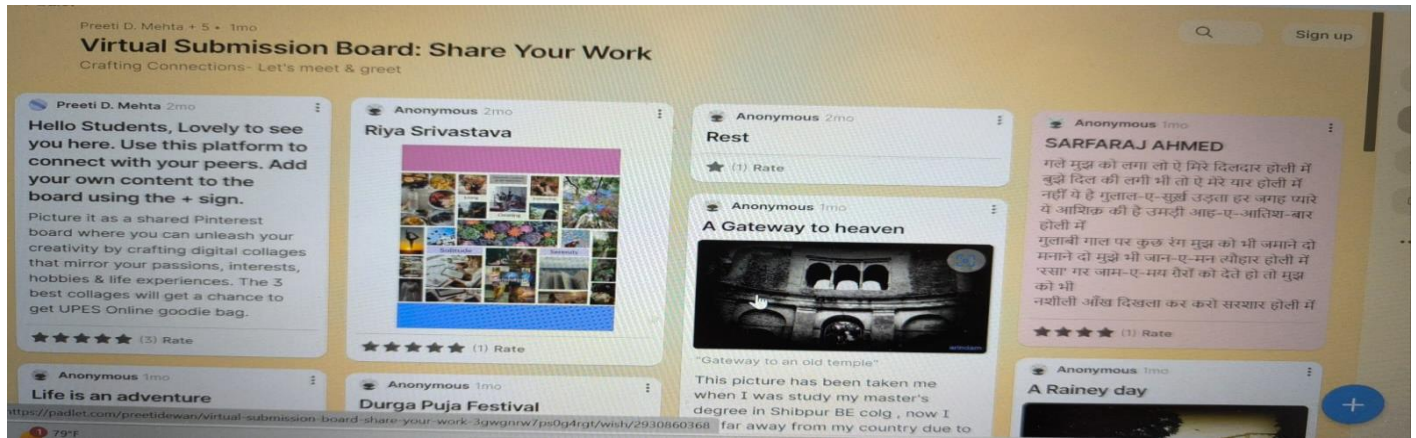 Preeti D. Mehta + 5 • 1mo
Virtual Submission Board: Share Your Work
Crafting Connections- Let's meet & greet
Sign up
Preeti D. Mehta 2mo
Hello Students, Lovely to see
you here. Use this platform to
connect with your peers. Add
your own content to the
board using the + sign.
Picture it as a shared Pinterest
board where you can unleash your
creativity by crafting digital collages
that mirror your passions, interests,
hobbies & life experiences. The 3
best collages will get a chance to
get UPES Online goodie bag.
(3) Rate
Anonymous 1mo
Life is an adventure
Anonymous 2mo
Riya Srivastava
Solitude
Serenity
(1) Rate
Anonymous 1mo
Durga Puja Festival
Anonymous 2mo
Rest
(1) Rate
Anonymous 1mo
A Gateway to heaven
arindam
"Gateway to an old temple"
This picture has been taken me
when I was study my master's
degree in Shibpur BE colg , now I
far away from my country due to
Anonymous 1mo
SARFARAJ AHMED
गले मुझ को लगा लो ऐ मिरे दिलदार होली में
बुझे दिल की लगी भी तो ऐ मेरे यार होली में
नहीं ये है गुलाल-ए-सुर्ख़ उड़ता हर जगह प्यारे
ये आशिक़ की है उमड़ी आह-ए-आतिश-बार
होली में
गुलाबी गाल पर कुछ रंग मुझ को भी जमाने दो
मनाने दो मुझे भी जान-ए-मन त्यौहार होली में
'रसा' गर जाम-ए-मय ग़ैरों को देते हो तो मुझ
को भी
नशीली आँख दिखला कर करो सरशार होली में
(1) Rate
Anonymous 1mo
A Rainey day
https://padlet.com/preetidewan/virtual-submission-board-share-your-work-3gwgnrw7ps0g4rgt/wish/2930860368
1
79°F